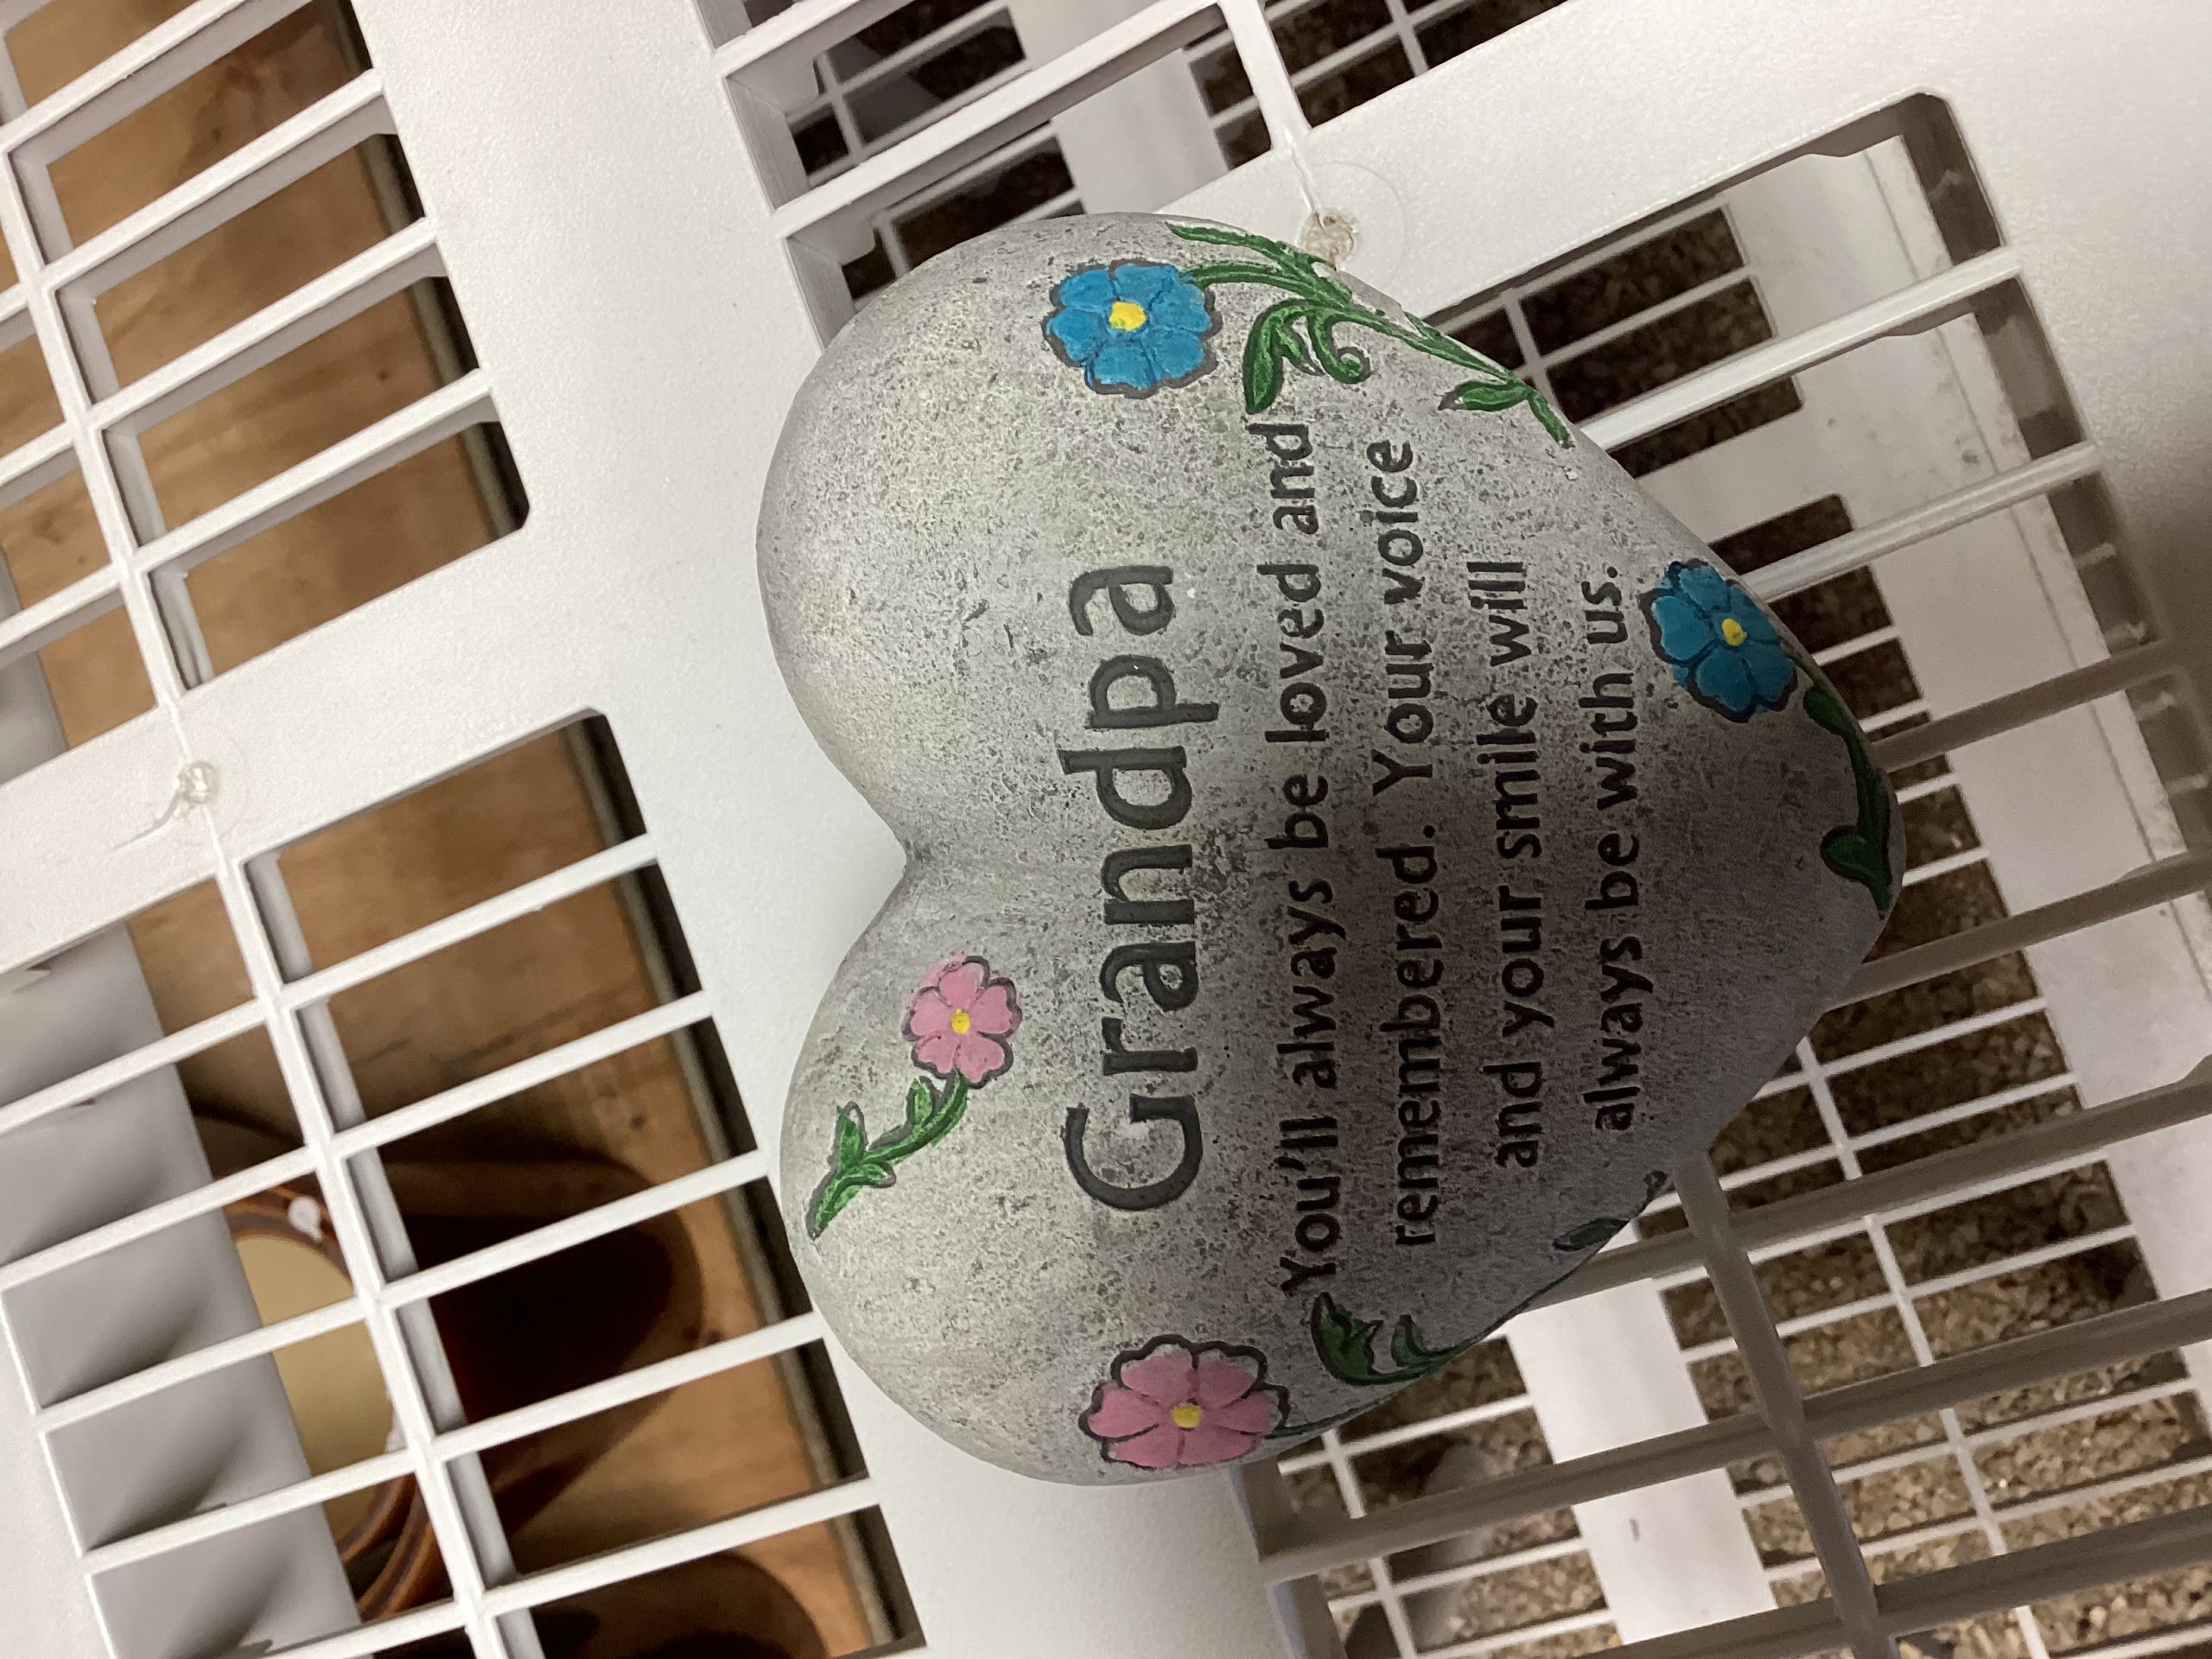 Grandpa
You'll always be loved and
remembered. Your voice
and your smile will
always be with us.